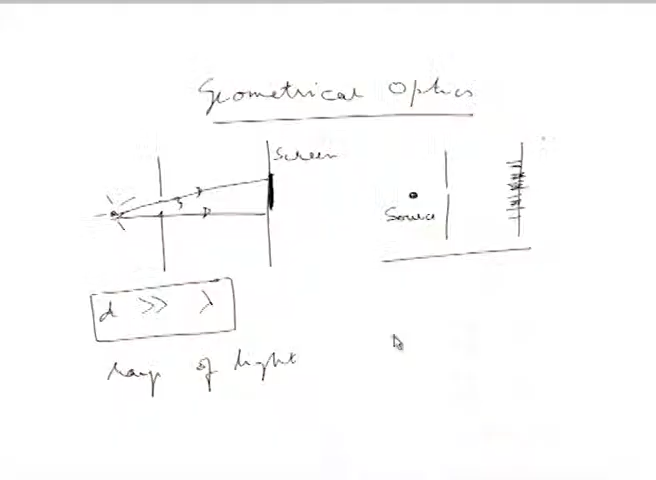 Geometrical Optics
Screen
Source
d >> λ
rays of light